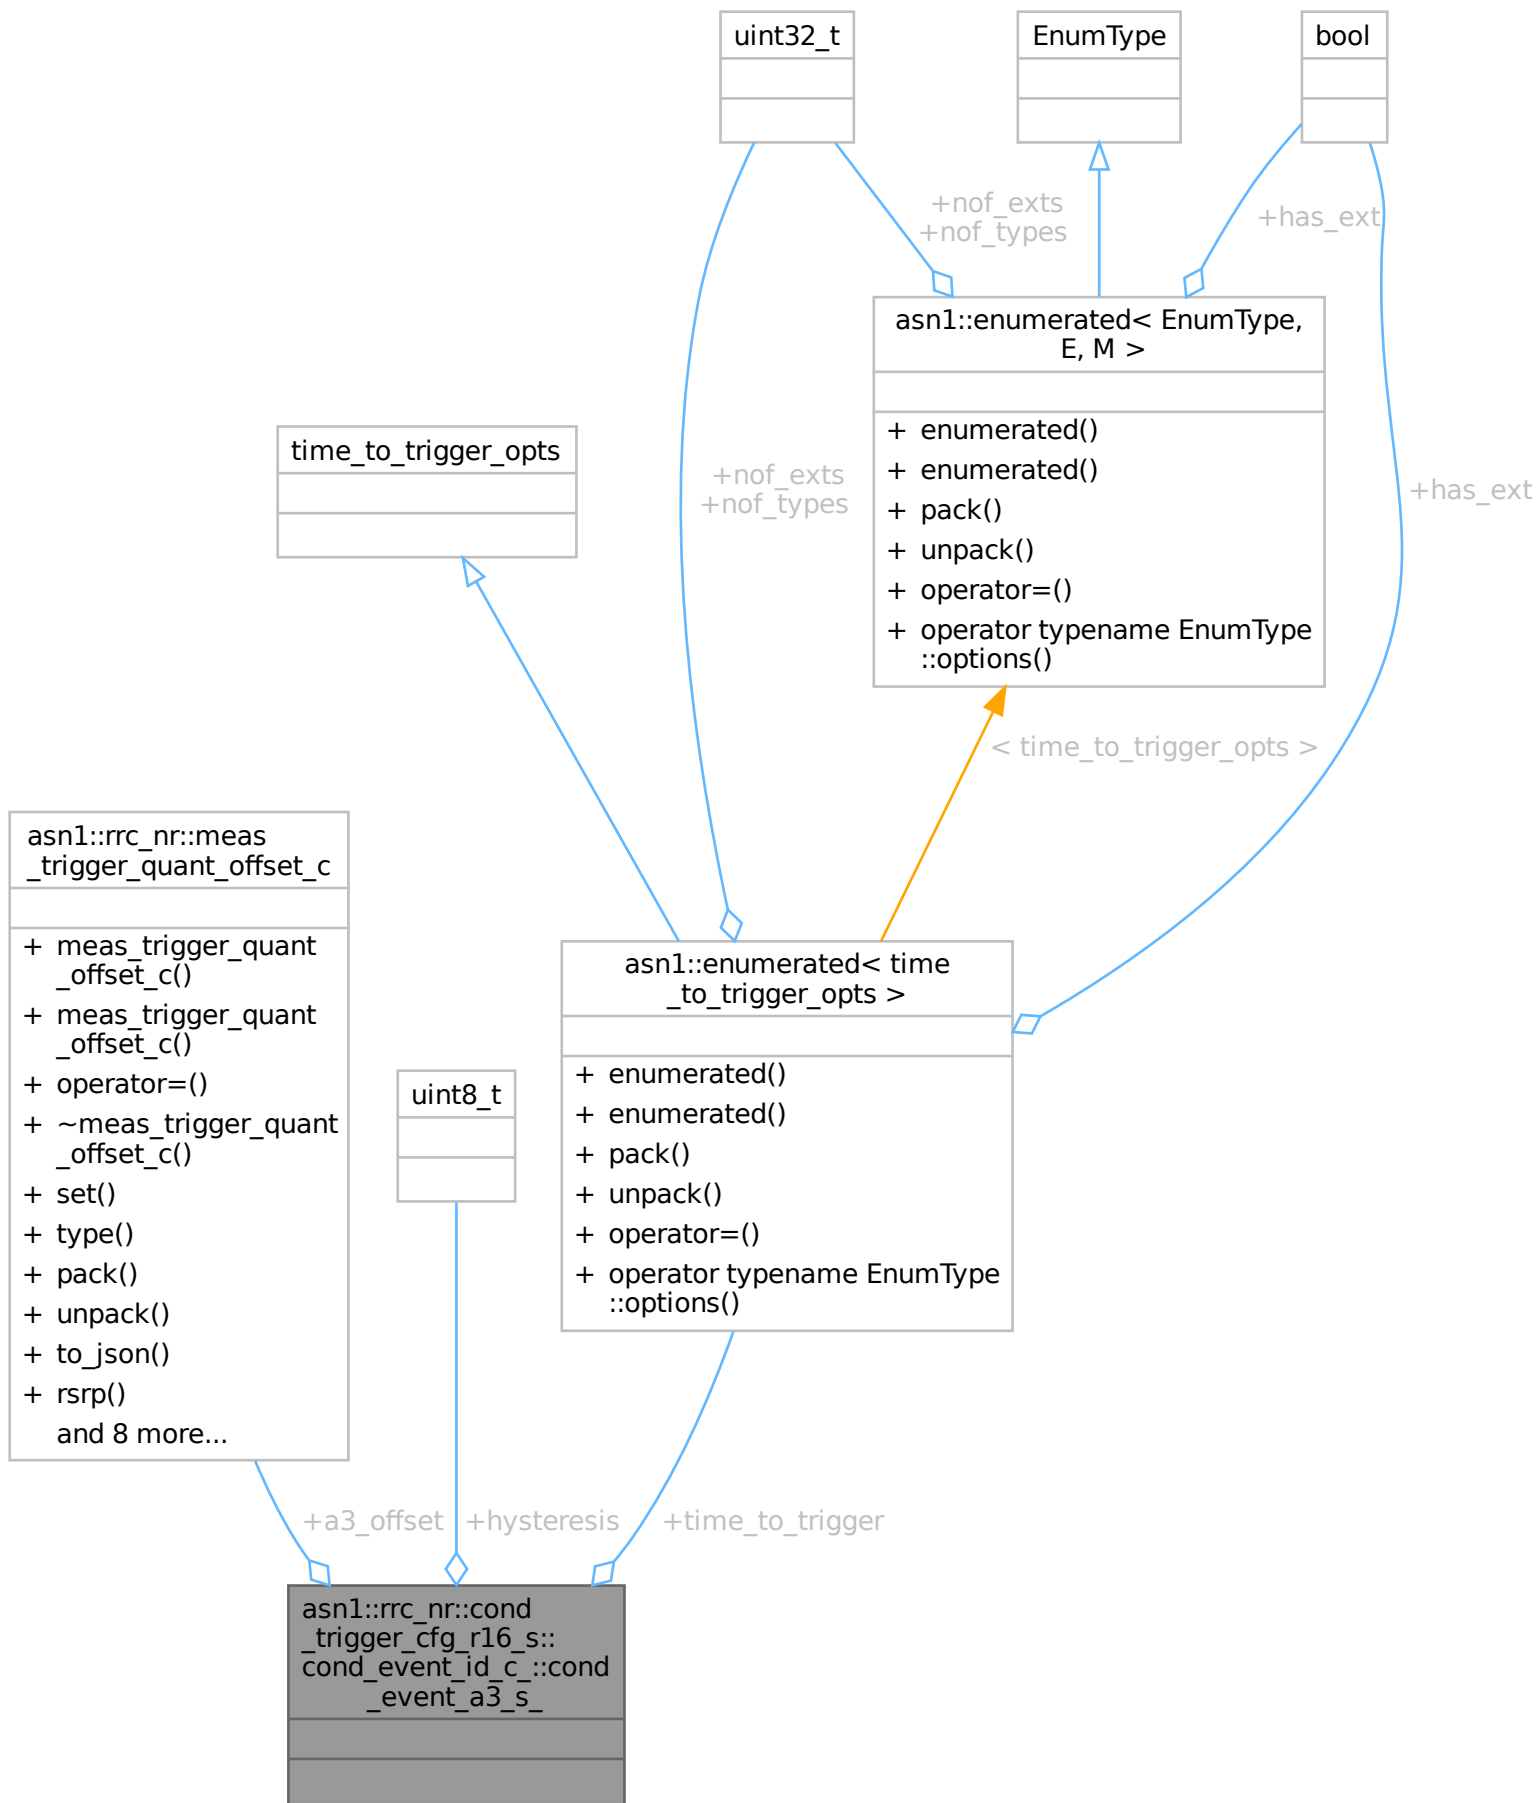 uint32_t
EnumType
bool
+nof_exts
+nof_types
+has_ext
asn1::enumerated< EnumType,
E, M >
+ enumerated()
+ enumerated()
+ pack()
+ unpack()
+ operator=()
+ operator typename EnumType
::options()
time_to_trigger_opts
+nof_exts
+nof_types
+has_ext
< time_to_trigger_opts >
asn1::rrc_nr::meas
_trigger_quant_offset_c
+ meas_trigger_quant
_offset_c()
+ meas_trigger_quant
_offset_c()
+ operator=()
+ ~meas_trigger_quant
_offset_c()
+ set()
+ type()
+ pack()
+ unpack()
+ to_json()
+ rsrp()
and 8 more...
uint8_t
asn1::enumerated< time
_to_trigger_opts >
+ enumerated()
+ enumerated()
+ pack()
+ unpack()
+ operator=()
+ operator typename EnumType
::options()
+a3_offset
+hysteresis
+time_to_trigger
asn1::rrc_nr::cond
_trigger_cfg_r16_s::
cond_event_id_c_::cond
_event_a3_s_